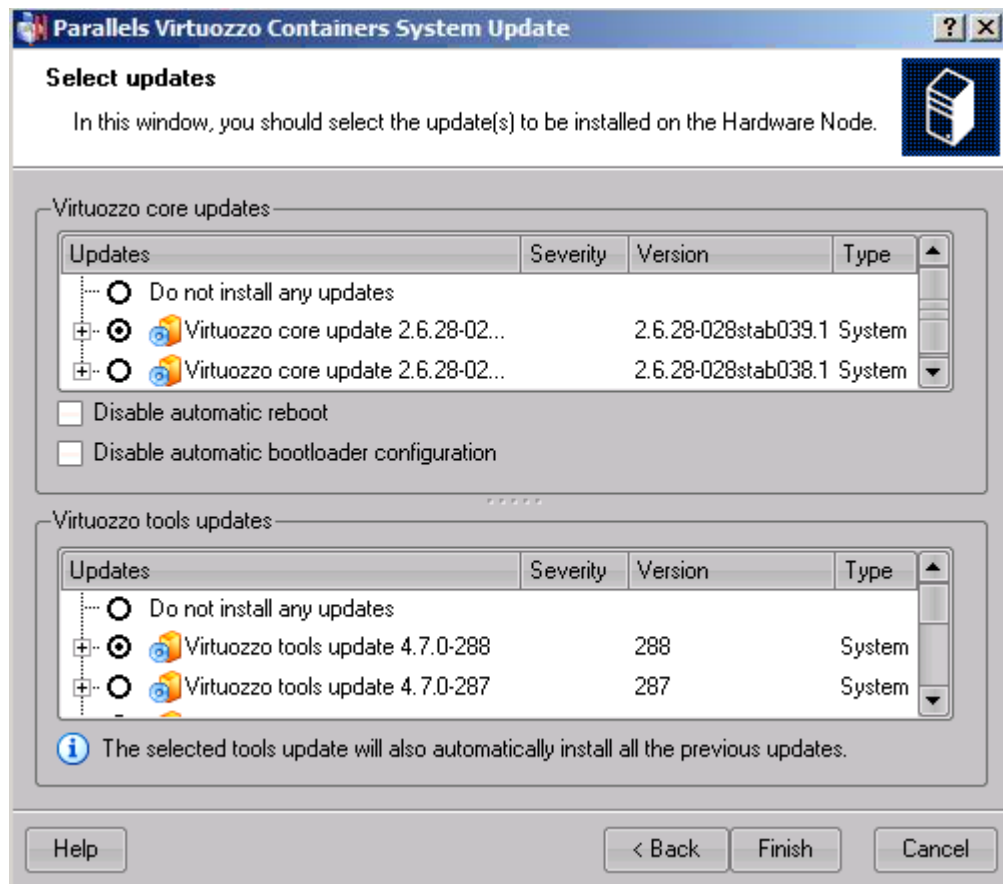 Parallels Virtuozzo Containers System Update
Select updates
In this window, you should select the update(s) to be installed on the Hardware Node.
Virtuozzo core updates
Updates Severity Version Type
Do not install any updates
Virtuozzo core update 2.6.28-02... 2.6.28-028stab039.1 System
Virtuozzo core update 2.6.28-02... 2.6.28-028stab038.1 System
Disable automatic reboot
Disable automatic bootloader configuration
Virtuozzo tools updates
Updates Severity Version Type
Do not install any updates
Virtuozzo tools update 4.7.0-288 288 System
Virtuozzo tools update 4.7.0-287 287 System
The selected tools update will also automatically install all the previous updates.
Help < Back Finish Cancel